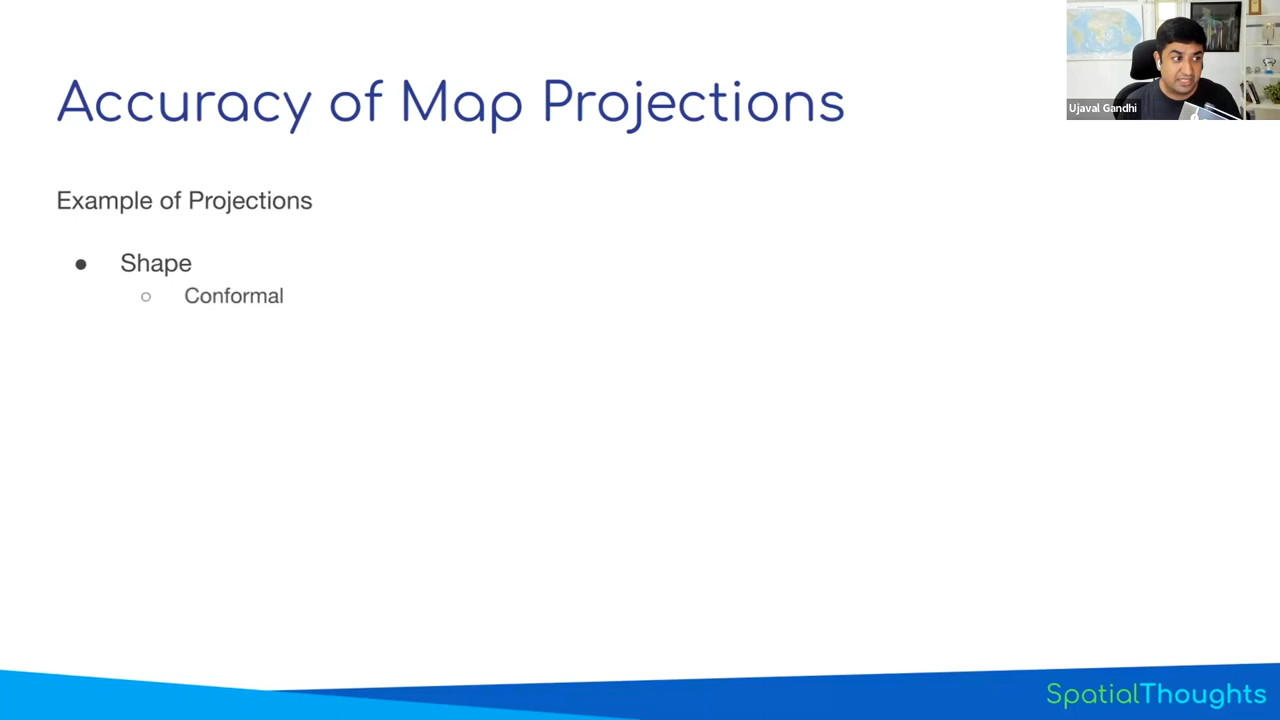 Accuracy of Map Projections
Ujaval Gandhi
Example of Projections
● Shape
○ Conformal
SpatialThoughts